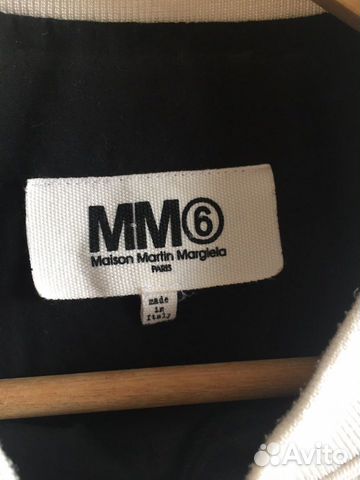 MM⑥
Maison Martin Margiela
PARIS
made
in
Italy
Avito